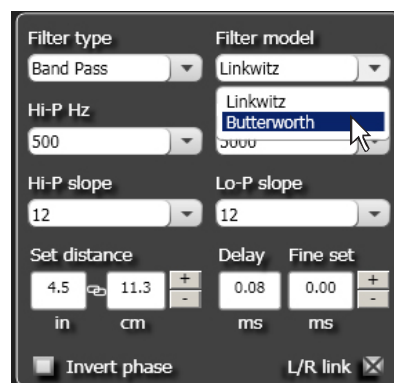 Filter type Filter model
Band Pass Linkwitz
Linkwitz
Hi-P Hz
Butterworth
500 5000
Hi-P slope Lo-P slope
12 12
Set distance Delay Fine set
4.5 11.3 + - 0.08 0.00 + -
in cm ms ms
Invert phase L/R link